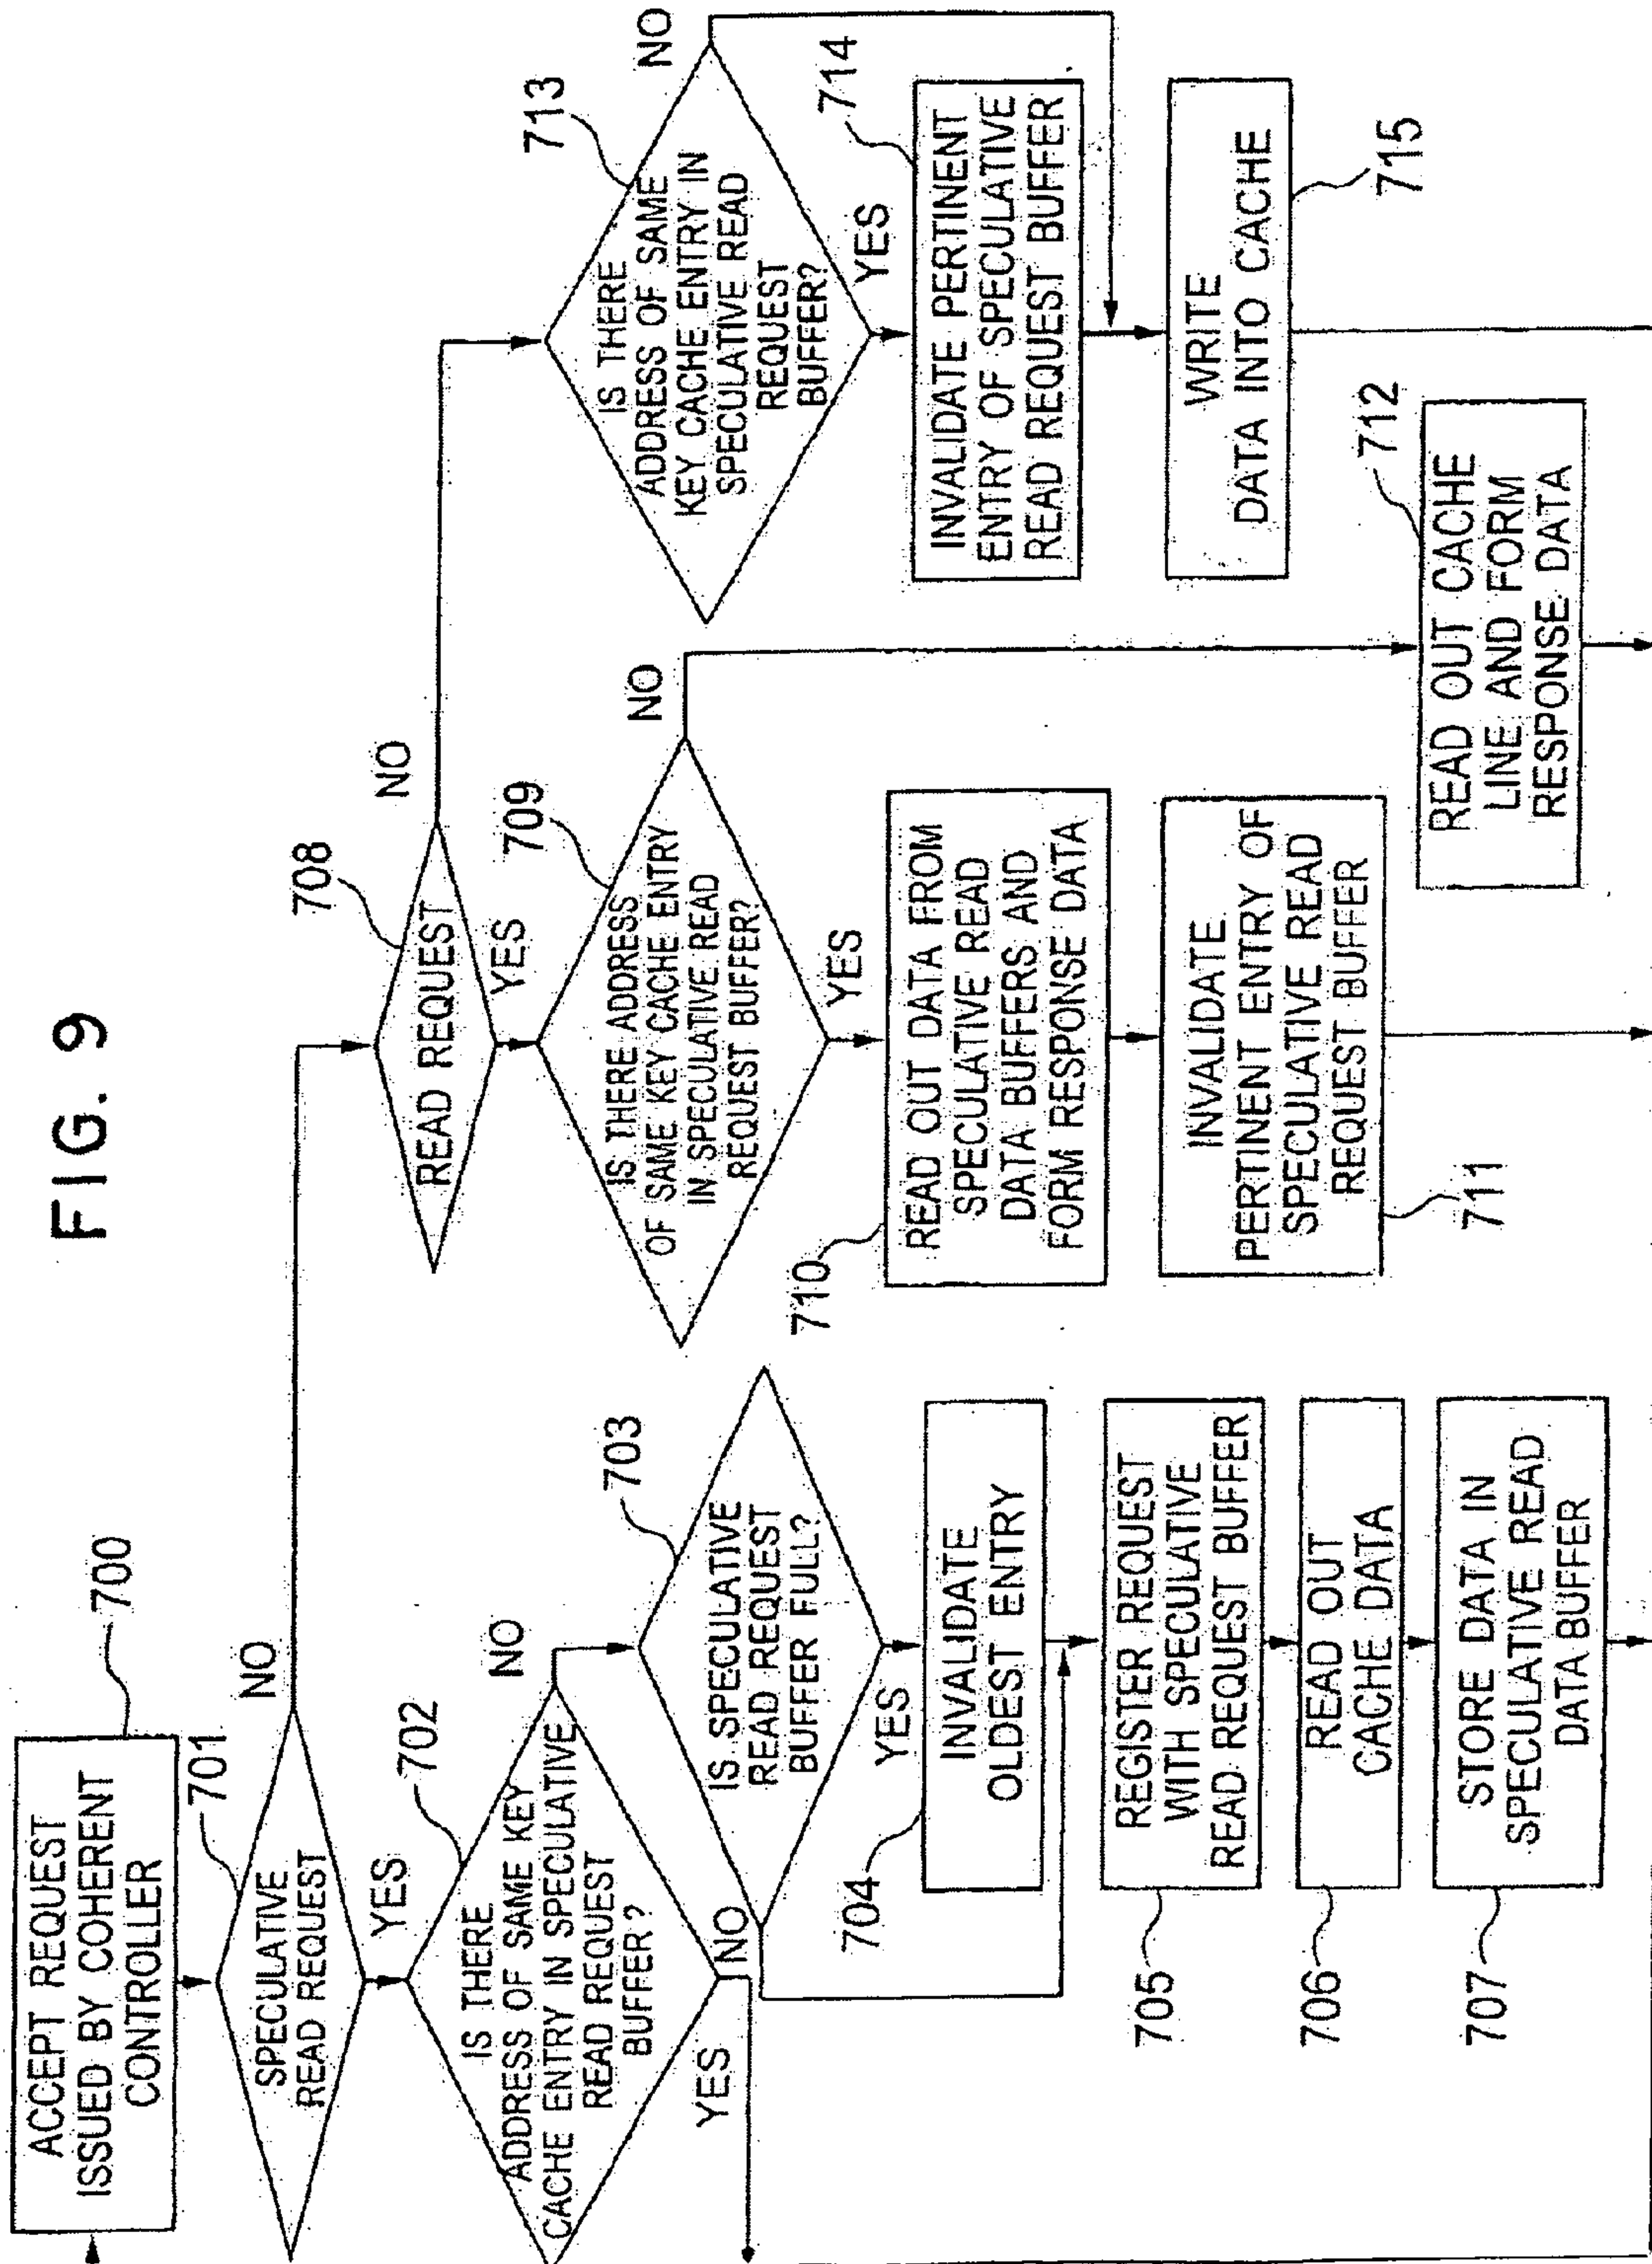 FIG. 9
ACCEPT REQUEST
ISSUED BY COHERENT
CONTROLLER
700
701
SPECULATIVE
READ REQUEST
NO
YES
702
IS THERE
ADDRESS OF SAME KEY
CACHE ENTRY IN SPECULATIVE
READ REQUEST
BUFFER?
NO
YES
703
IS SPECULATIVE
READ REQUEST
BUFFER FULL?
NO
YES
704
INVALIDATE
OLDEST ENTRY
705
REGISTER REQUEST
WITH SPECULATIVE
READ REQUEST BUFFER
706
READ OUT
CACHE DATA
707
STORE DATA IN
SPECULATIVE READ
DATA BUFFER
708
READ REQUEST
NO
YES
709
IS THERE ADDRESS
OF SAME KEY CACHE ENTRY
IN SPECULATIVE READ
REQUEST BUFFER?
NO
YES
710
READ OUT DATA FROM
SPECULATIVE READ
DATA BUFFERS AND
FORM RESPONSE DATA
711
INVALIDATE
PERTINENT ENTRY OF
SPECULATIVE READ
REQUEST BUFFER
712
READ OUT CACHE
LINE AND FORM
RESPONSE DATA
713
IS THERE
ADDRESS OF SAME
KEY CACHE ENTRY IN
SPECULATIVE READ
REQUEST
BUFFER?
NO
YES
714
INVALIDATE PERTINENT
ENTRY OF SPECULATIVE
READ REQUEST BUFFER
715
WRITE
DATA INTO CACHE